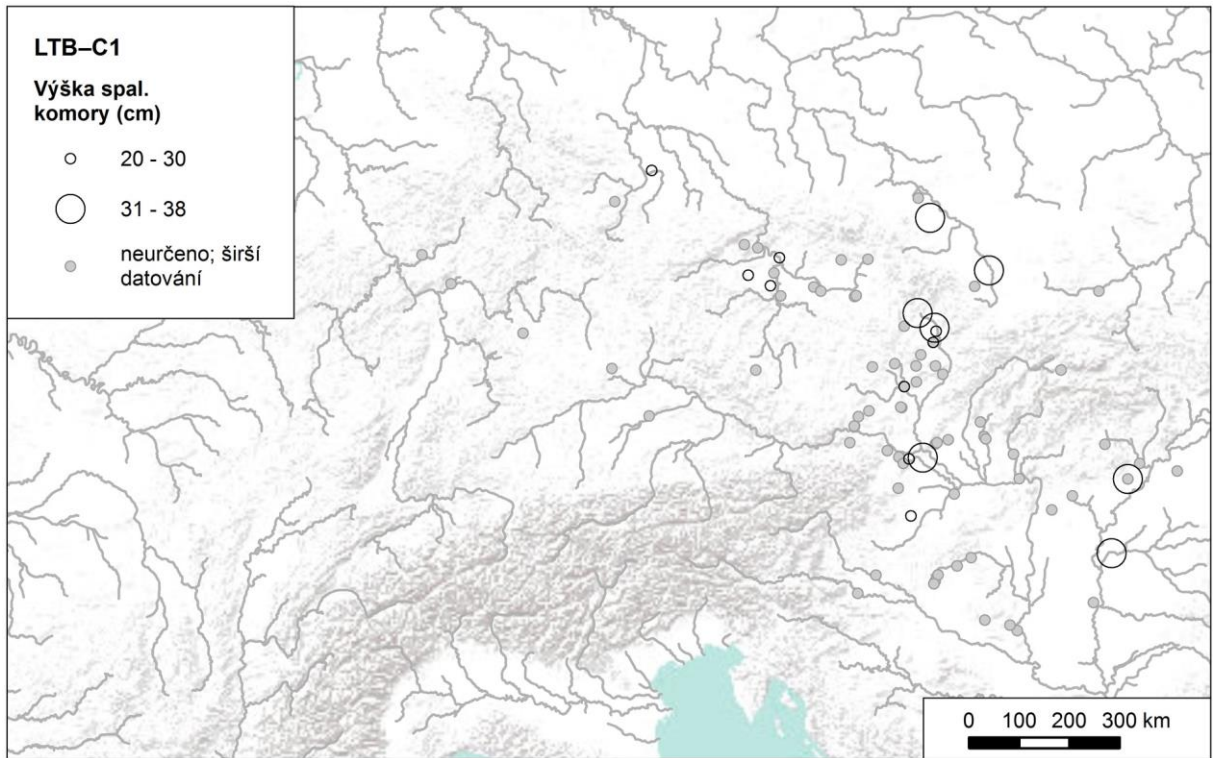 LTB–C1
Výška spal.
komory (cm)
20 - 30
31 - 38
neurčeno; širší
datování
0 100 200 300 km